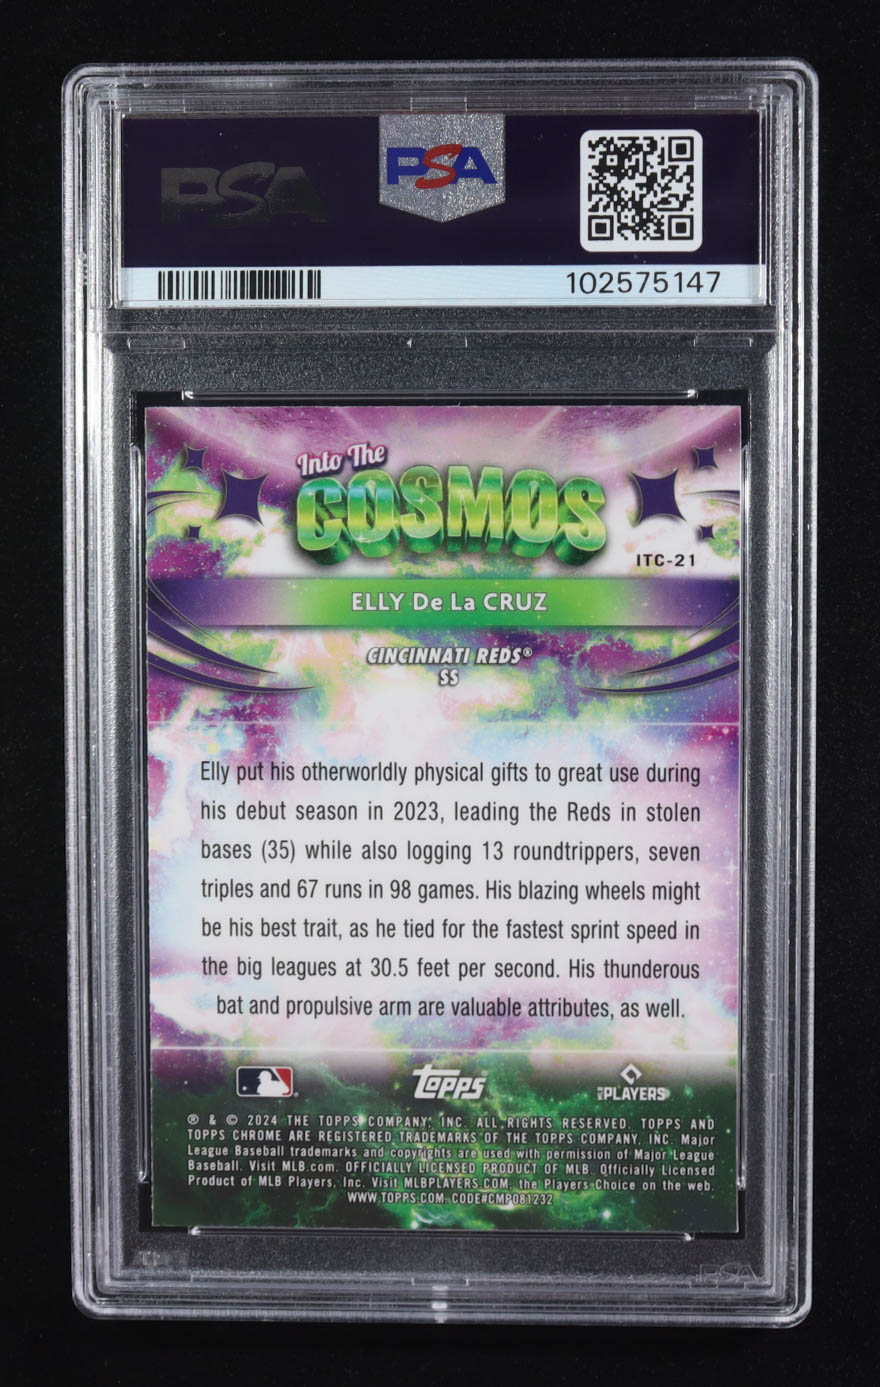 PSA
PSA
102575147
Into The
COSMOS
ITC-21
ELLY De La CRUZ
CINCINNATI REDS®
SS
Elly put his otherworldly physical gifts to great use during
his debut season in 2023, leading the Reds in stolen
bases (35) while also logging 13 roundtrippers, seven
triples and 67 runs in 98 games. His blazing wheels might
be his best trait, as he tied for the fastest sprint speed in
the big leagues at 30.5 feet per second. His thunderous
bat and propulsive arm are valuable attributes, as well.
Topps
MLB PLAYERS
® & © 2024 THE TOPPS COMPANY, INC. ALL RIGHTS RESERVED. TOPPS AND
TOPPS CHROME ARE REGISTERED TRADEMARKS OF THE TOPPS COMPANY, INC. Major
League Baseball trademarks and copyrights are used with permission of Major League
Baseball. Visit MLB.com. OFFICIALLY LICENSED PRODUCT OF MLB. Officially Licensed
Product of MLB Players, Inc. Visit MLBPLAYERS.COM, the Players Choice on the web.
WWW.TOPPS.COM CODE#CMP081232
PSA